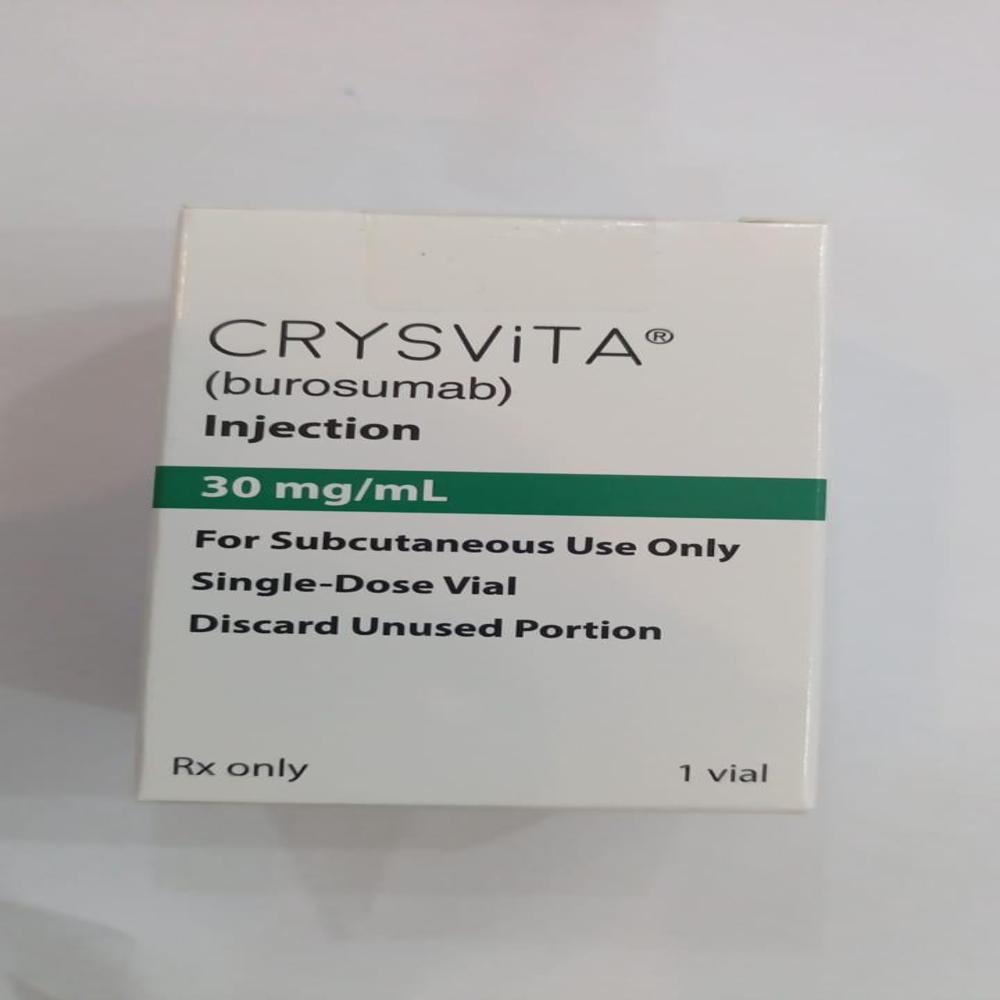 CRYSViTA®
(burosumab)
Injection
30 mg/mL
For Subcutaneous Use Only
Single-Dose Vial
Discard Unused Portion
Rx only
1 vial